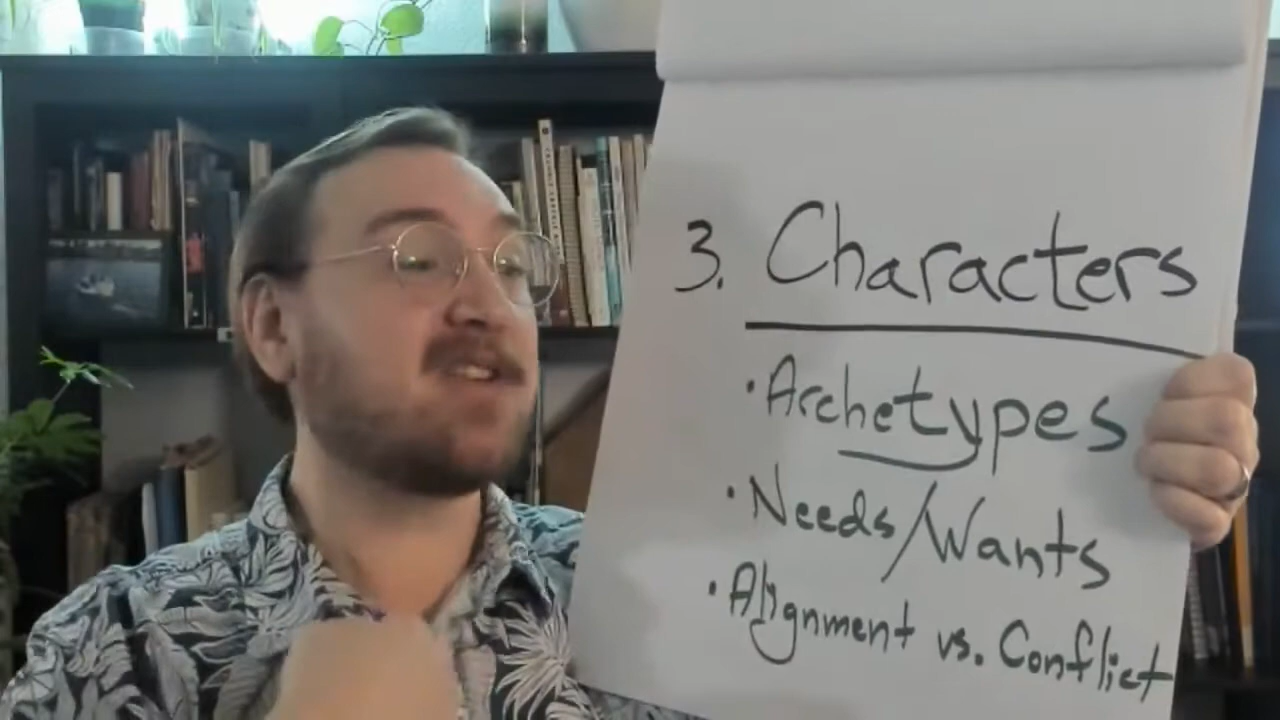 3. Characters
· Archetypes
· Needs/Wants
· Alignment vs. Conflict